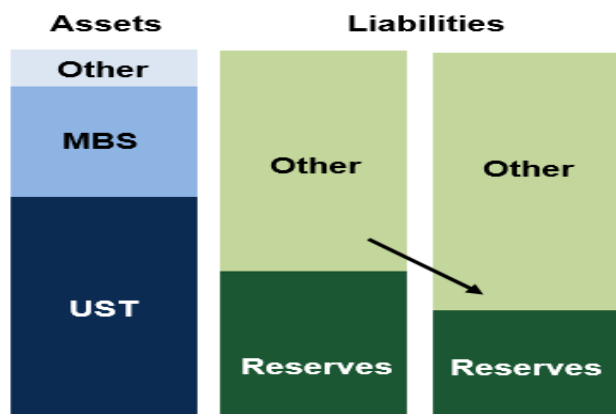 Assets
Liabilities
Other
MBS
UST
Other
Reserves
Other
Reserves